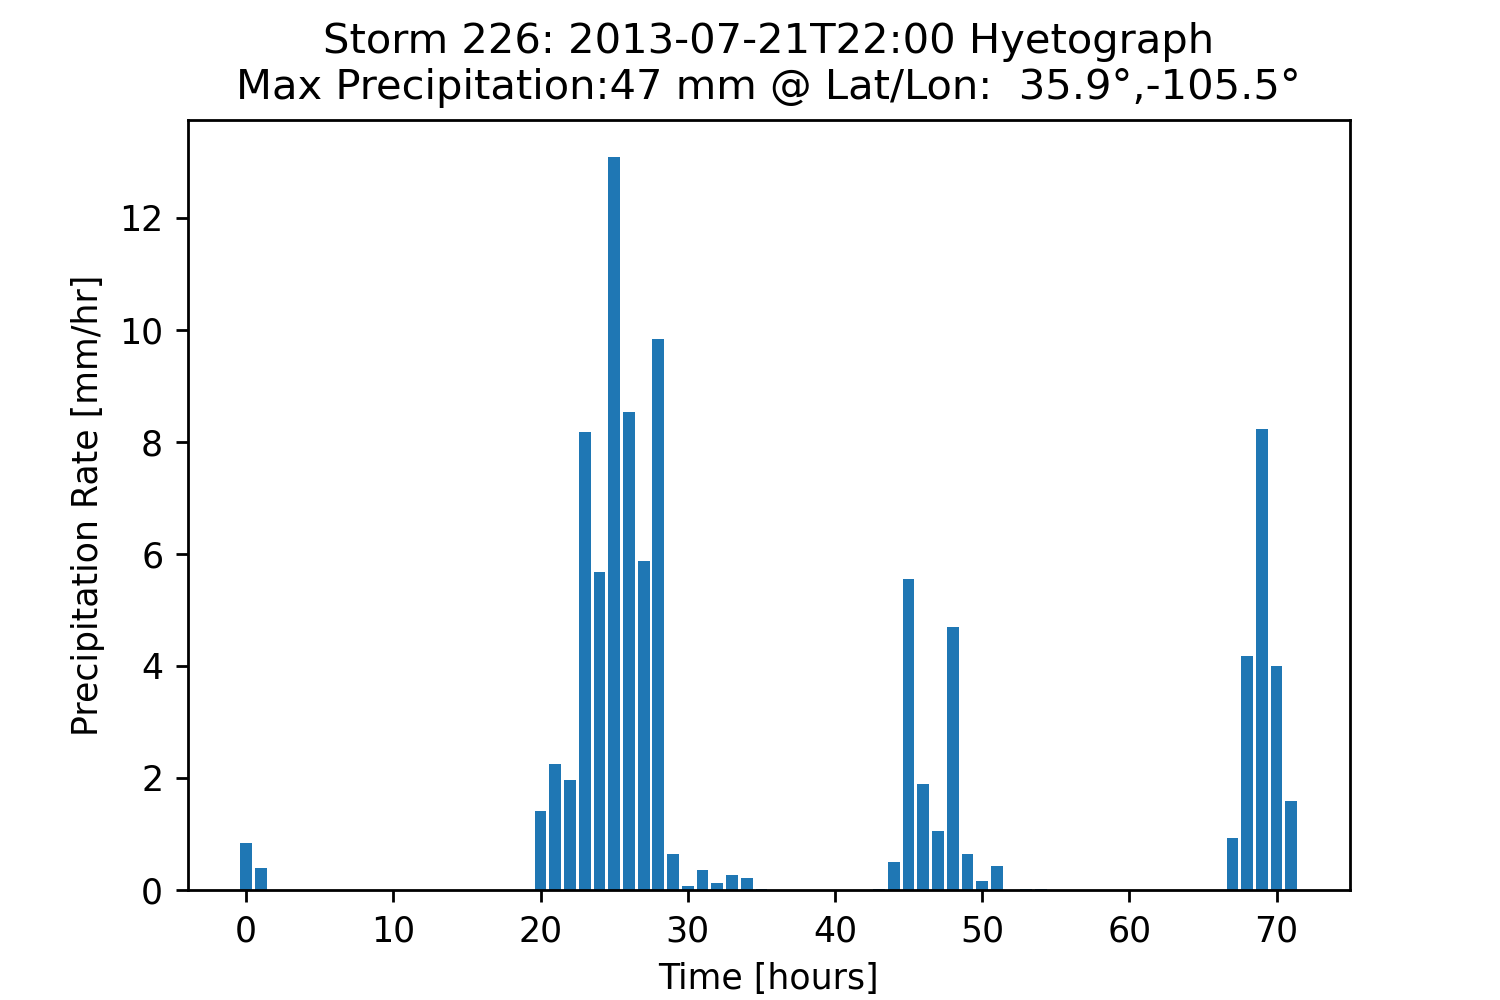 Storm 226: 2013-07-21T22:00 Hyetograph
Max Precipitation:47 mm @ Lat/Lon:  35.9°,-105.5°
12
10
8
6
4
2
0
Precipitation Rate [mm/hr]
0 10 20 30 40 50 60 70
Time [hours]